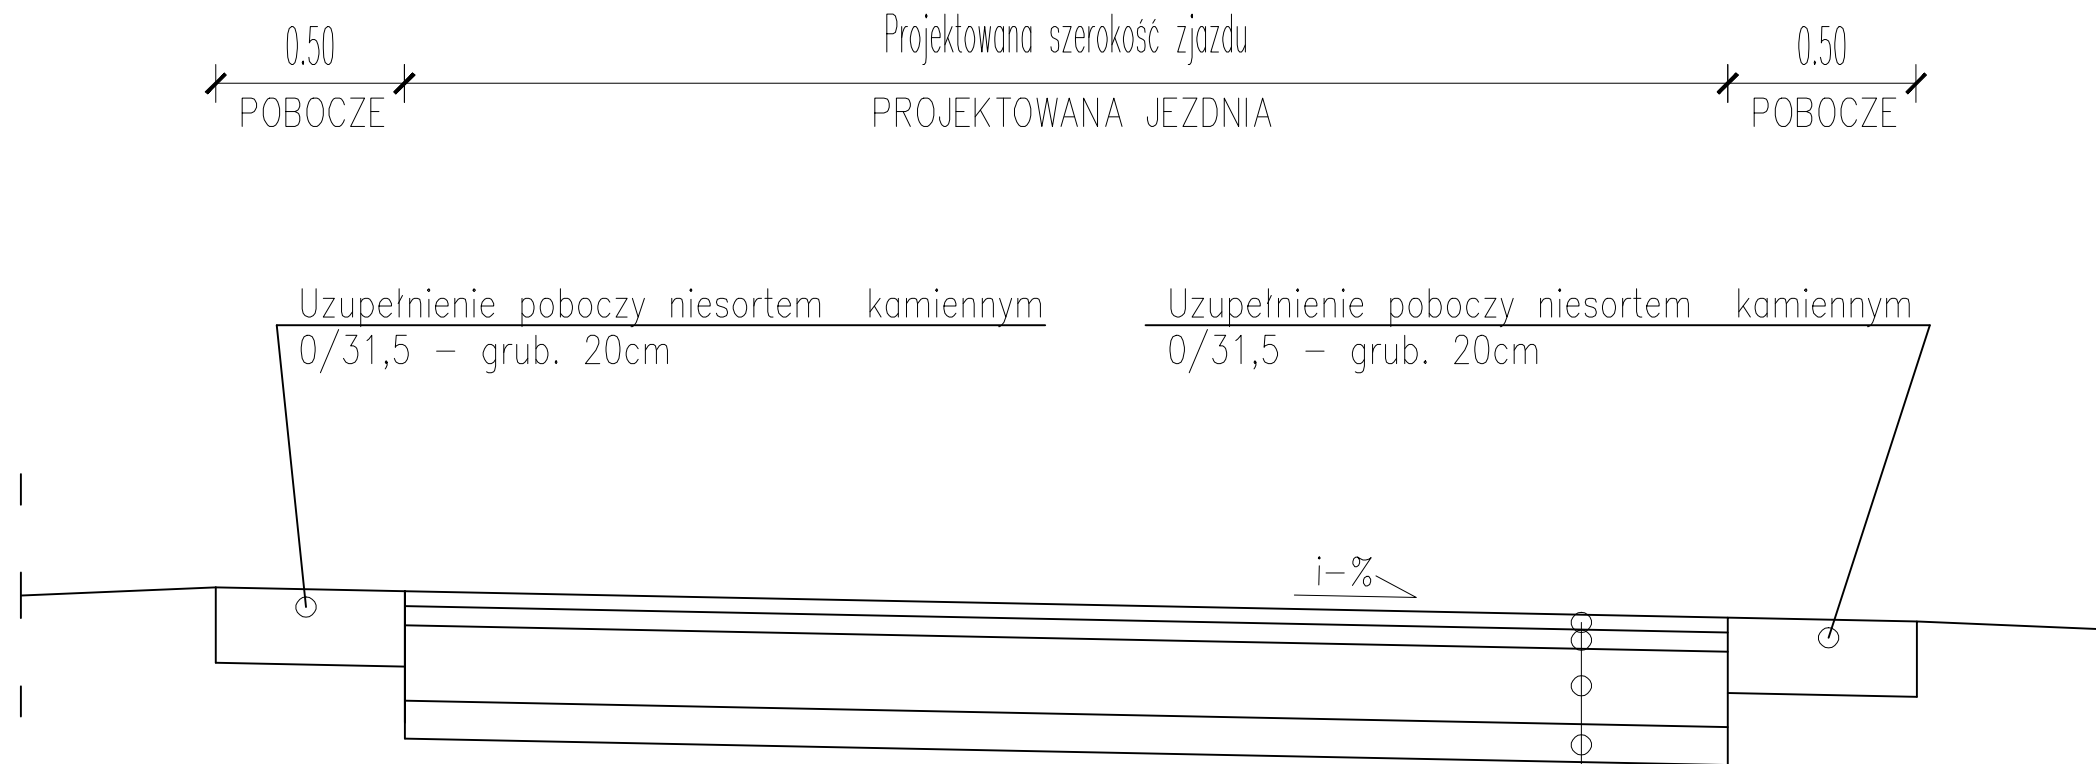 0.50
Projektowana szerokość zjazdu
0.50
POBOCZE
PROJEKTOWANA JEZDNIA
POBOCZE
Uzupełnienie poboczy niesortem kamiennym
0/31,5 – grub. 20cm
Uzupełnienie poboczy niesortem kamiennym
0/31,5 – grub. 20cm
i–%